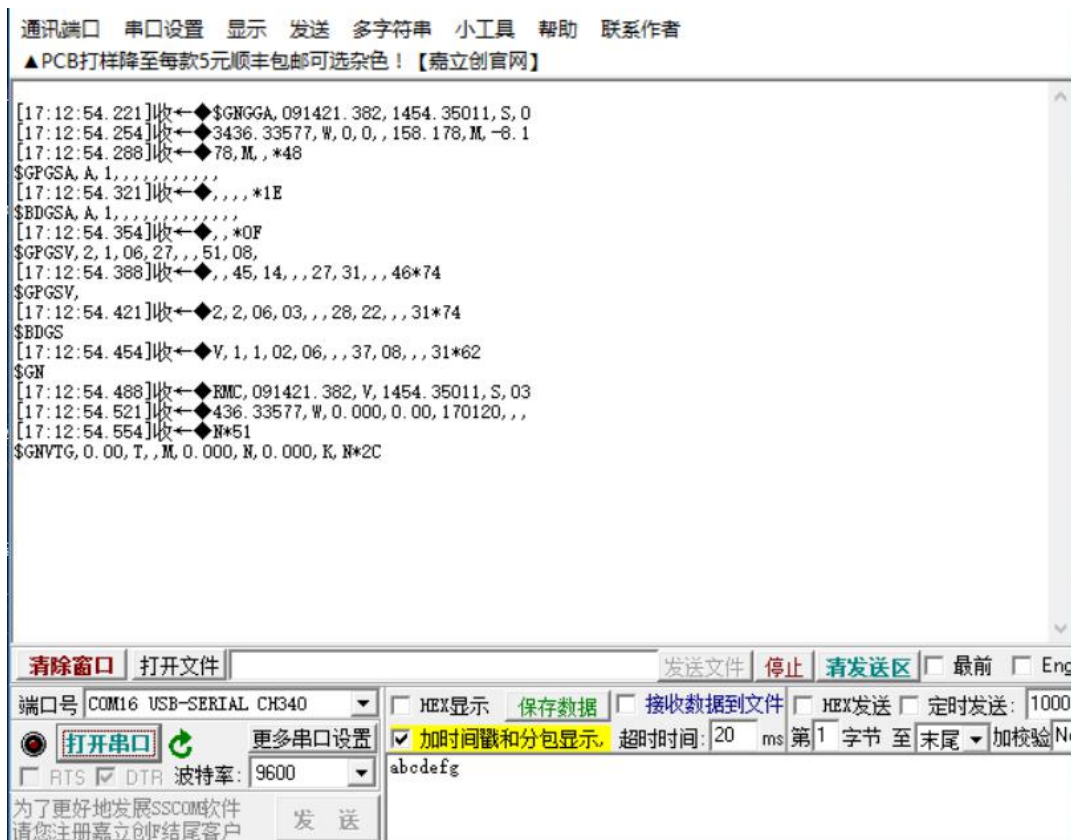 通讯端口 串口设置 显示 发送 多字符串 小工具 帮助 联系作者
▲PCB打样降至每款5元顺丰包邮可选杂色！【嘉立创官网】
[17:12:54.221]收←◆$GNGGA,091421.382,1454.35011,S,0
[17:12:54.254]收←◆3436.33577,W,0,0,,158.178,M,-8.1
[17:12:54.288]收←◆78,M,,*48
$GPGSA,A,1,,,,,,,,,,,
[17:12:54.321]收←◆,,,,*1E
$BDGSA,A,1,,,,,,,,,,,,,
[17:12:54.354]收←◆,,*0F
$GPGSV,2,1,06,27,,,51,08,
[17:12:54.388]收←◆,,45,14,,,27,31,,,46*74
$GPGSV,
[17:12:54.421]收←◆2,2,06,03,,,28,22,,,31*74
$BDGS
[17:12:54.454]收←◆V,1,1,02,06,,,37,08,,,31*62
$GN
[17:12:54.488]收←◆RMC,091421.382,V,1454.35011,S,03
[17:12:54.521]收←◆436.33577,W,0.000,0.00,170120,,,
[17:12:54.554]收←◆N*51
$GNVTG,0.00,T,,M,0.000,N,0.000,K,N*2C
清除窗口 打开文件 发送文件 停止 清发送区 最前 Eng
端口号 COM16 USB-SERIAL CH340 HEX显示 保存数据 接收数据到文件 HEX发送 定时发送: 1000
打开串口 更多串口设置 加时间戳和分包显示, 超时时间: 20 ms 第1 字节 至 末尾 加校验 No
RTS DTR 波特率: 9600 abcdefg
为了更好地发展SSCOM软件
请您注册嘉立创F结尾客户
发 送